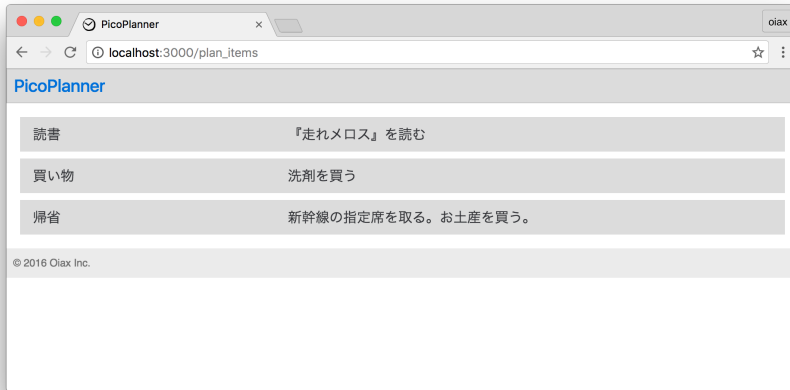 PicoPlanner
oiax
localhost:3000/plan_items
PicoPlanner
読書 『走れメロス』を読む
買い物 洗剤を買う
帰省 新幹線の指定席を取る。お土産を買う。
© 2016 Oiax Inc.